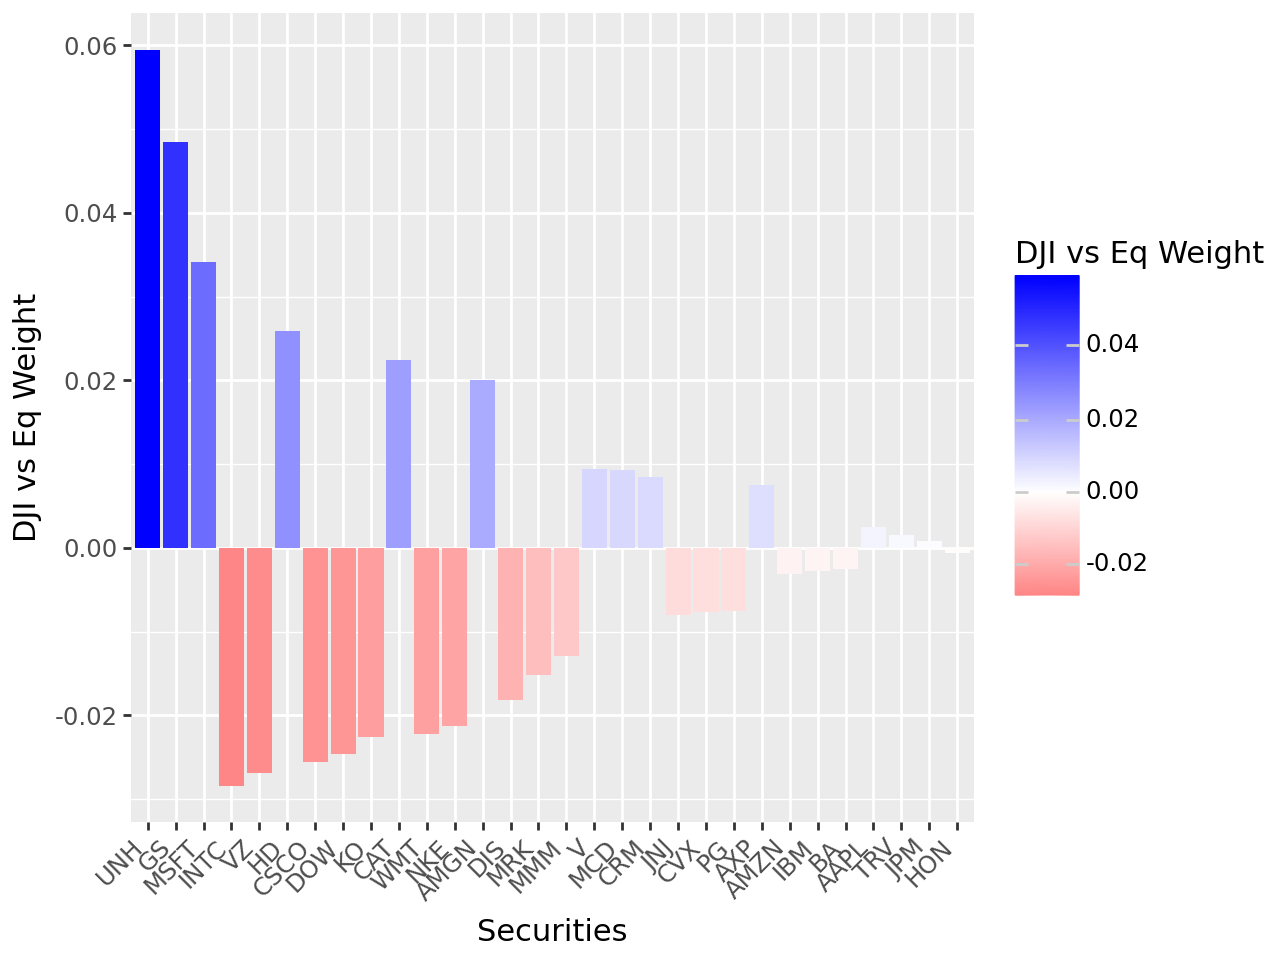 0.06
0.04
0.02
0.00
-0.02
DJI vs Eq Weight
UNH
GS
MSFT
INTC
VZ
HD
CSCO
DOW
KO
CAT
WMT
NKE
AMGN
DIS
MRK
MMM
V
MCD
CRM
JNJ
CVX
PG
AXP
AMZN
IBM
BA
AAPL
TRV
JPM
HON
Securities
DJI vs Eq Weight
0.04
0.02
0.00
-0.02